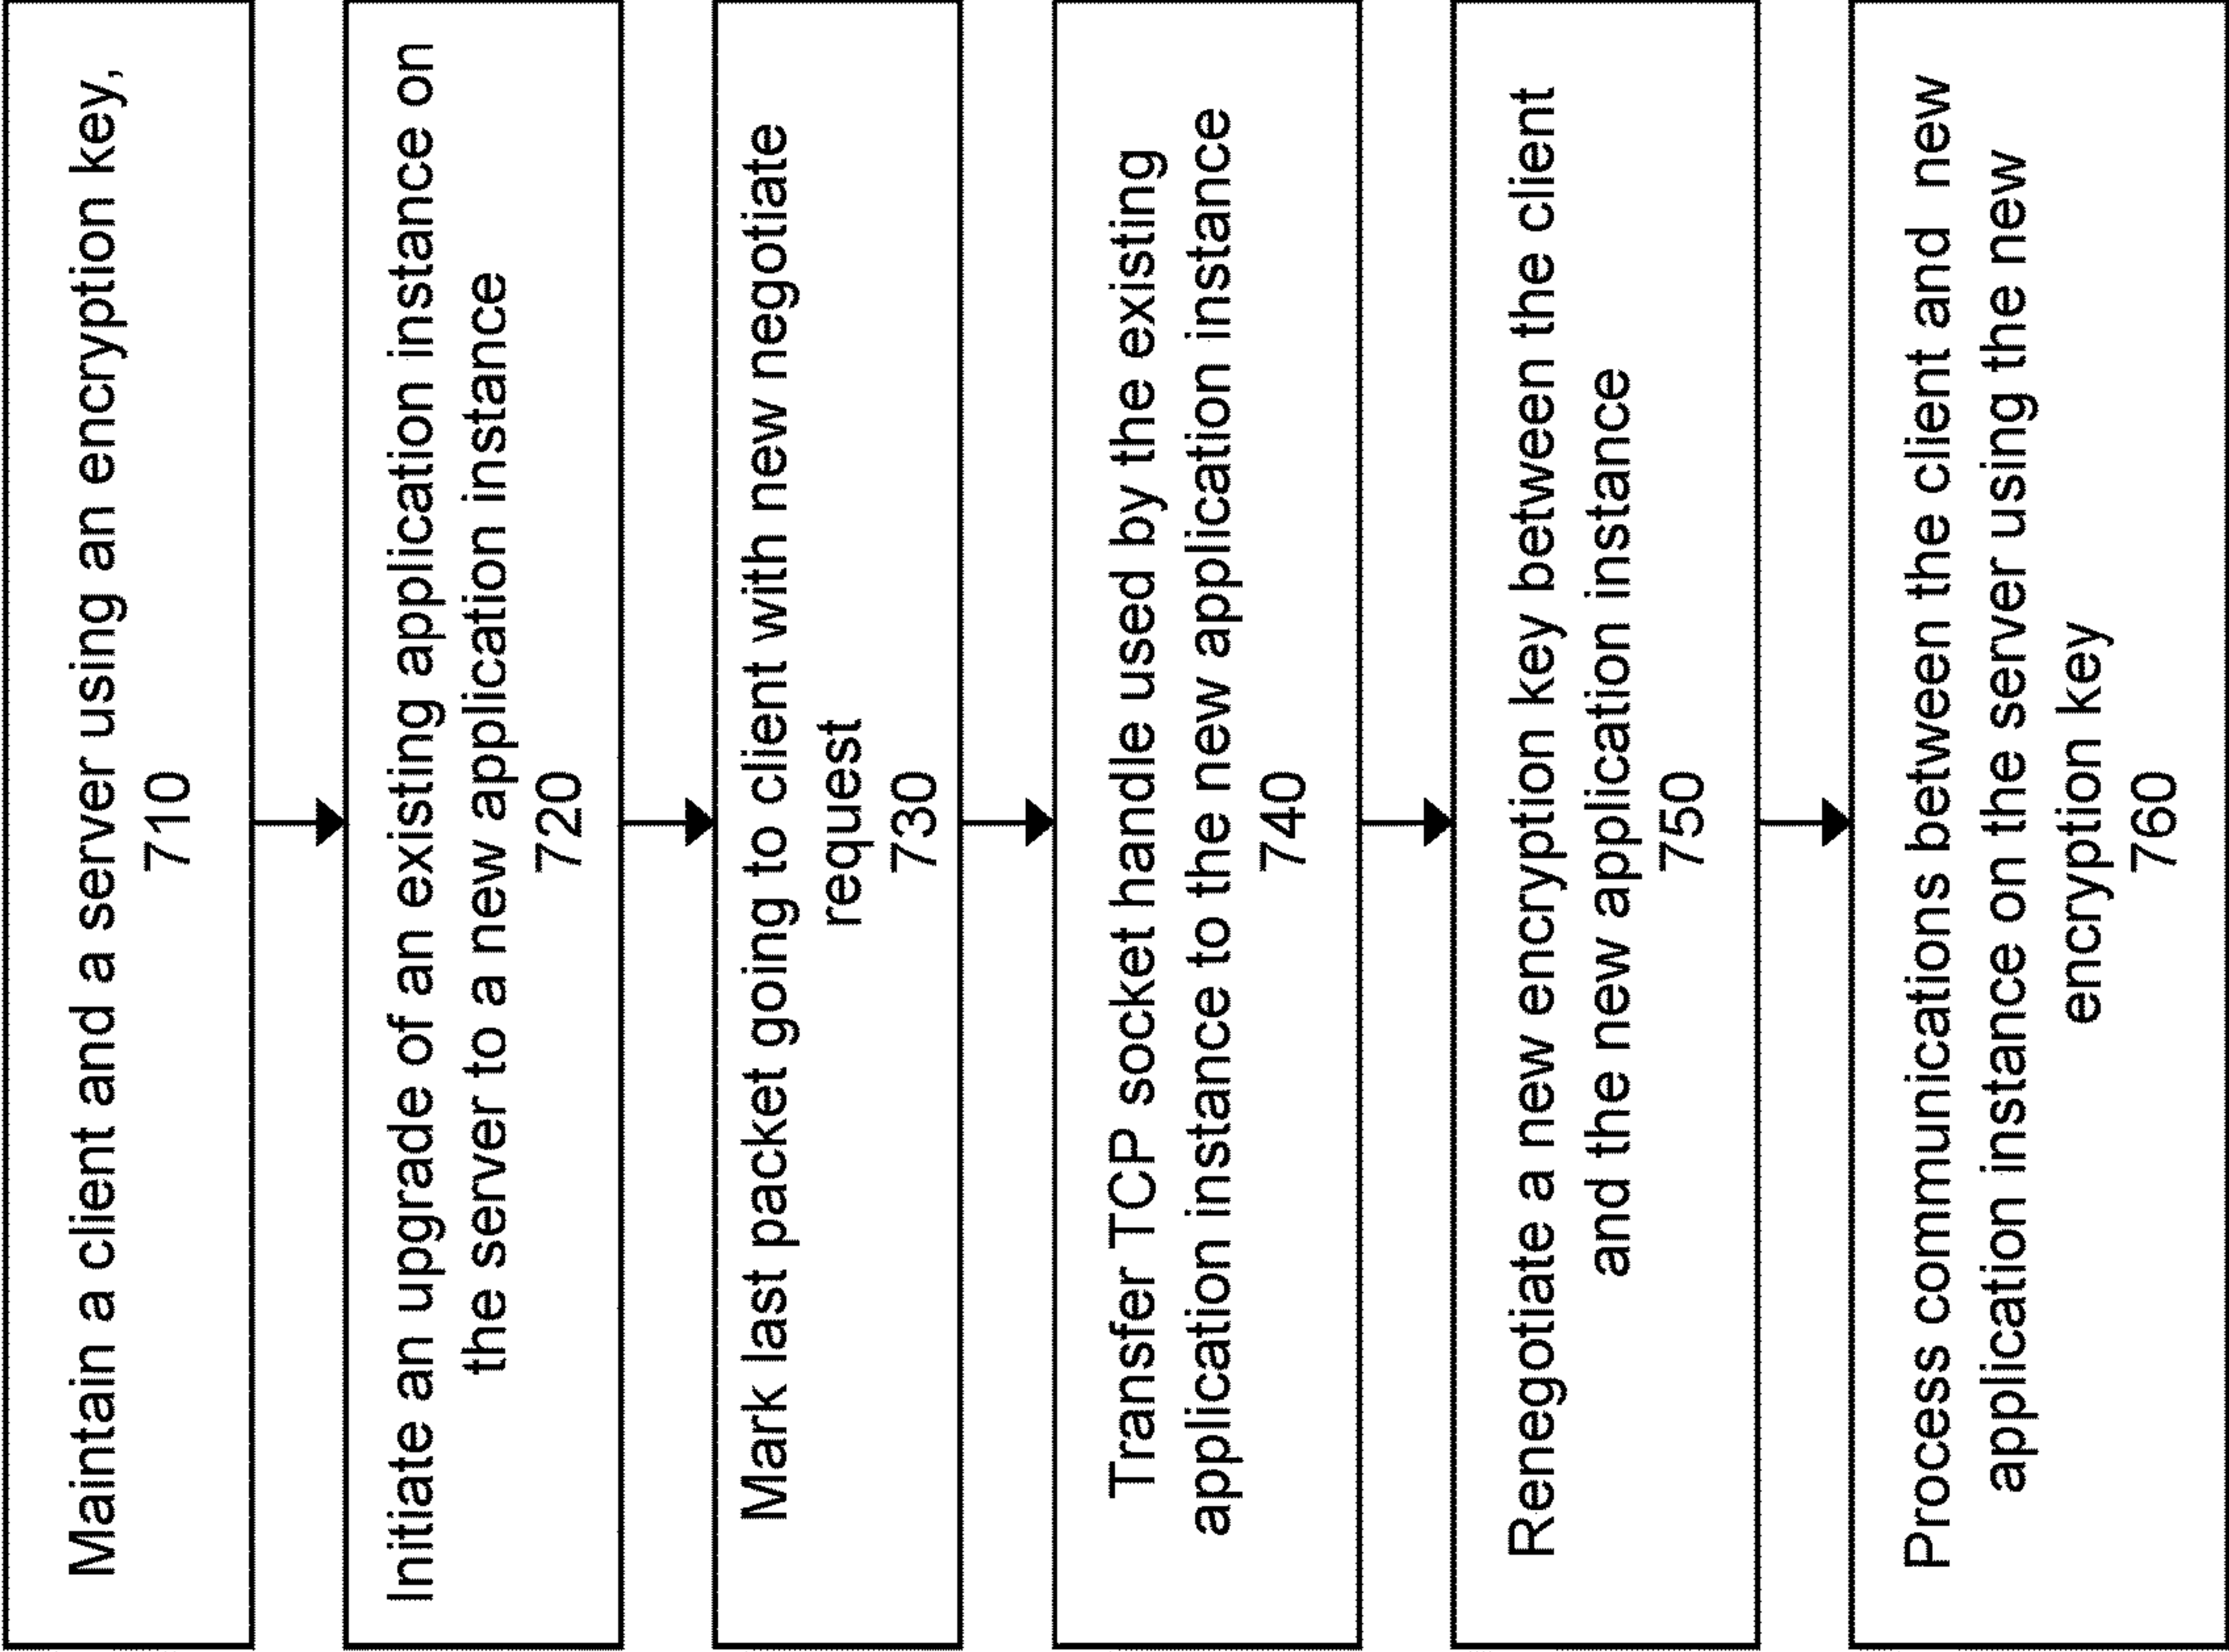 Maintain a client and a server using an encryption key,
710
Initiate an upgrade of an existing application instance on
the server to a new application instance
720
Mark last packet going to client with new negotiate
request
730
Transfer TCP socket handle used by the existing
application instance to the new application instance
740
Renegotiate a new encryption key between the client
and the new application instance
750
Process communications between the client and new
application instance on the server using the new
encryption key
760